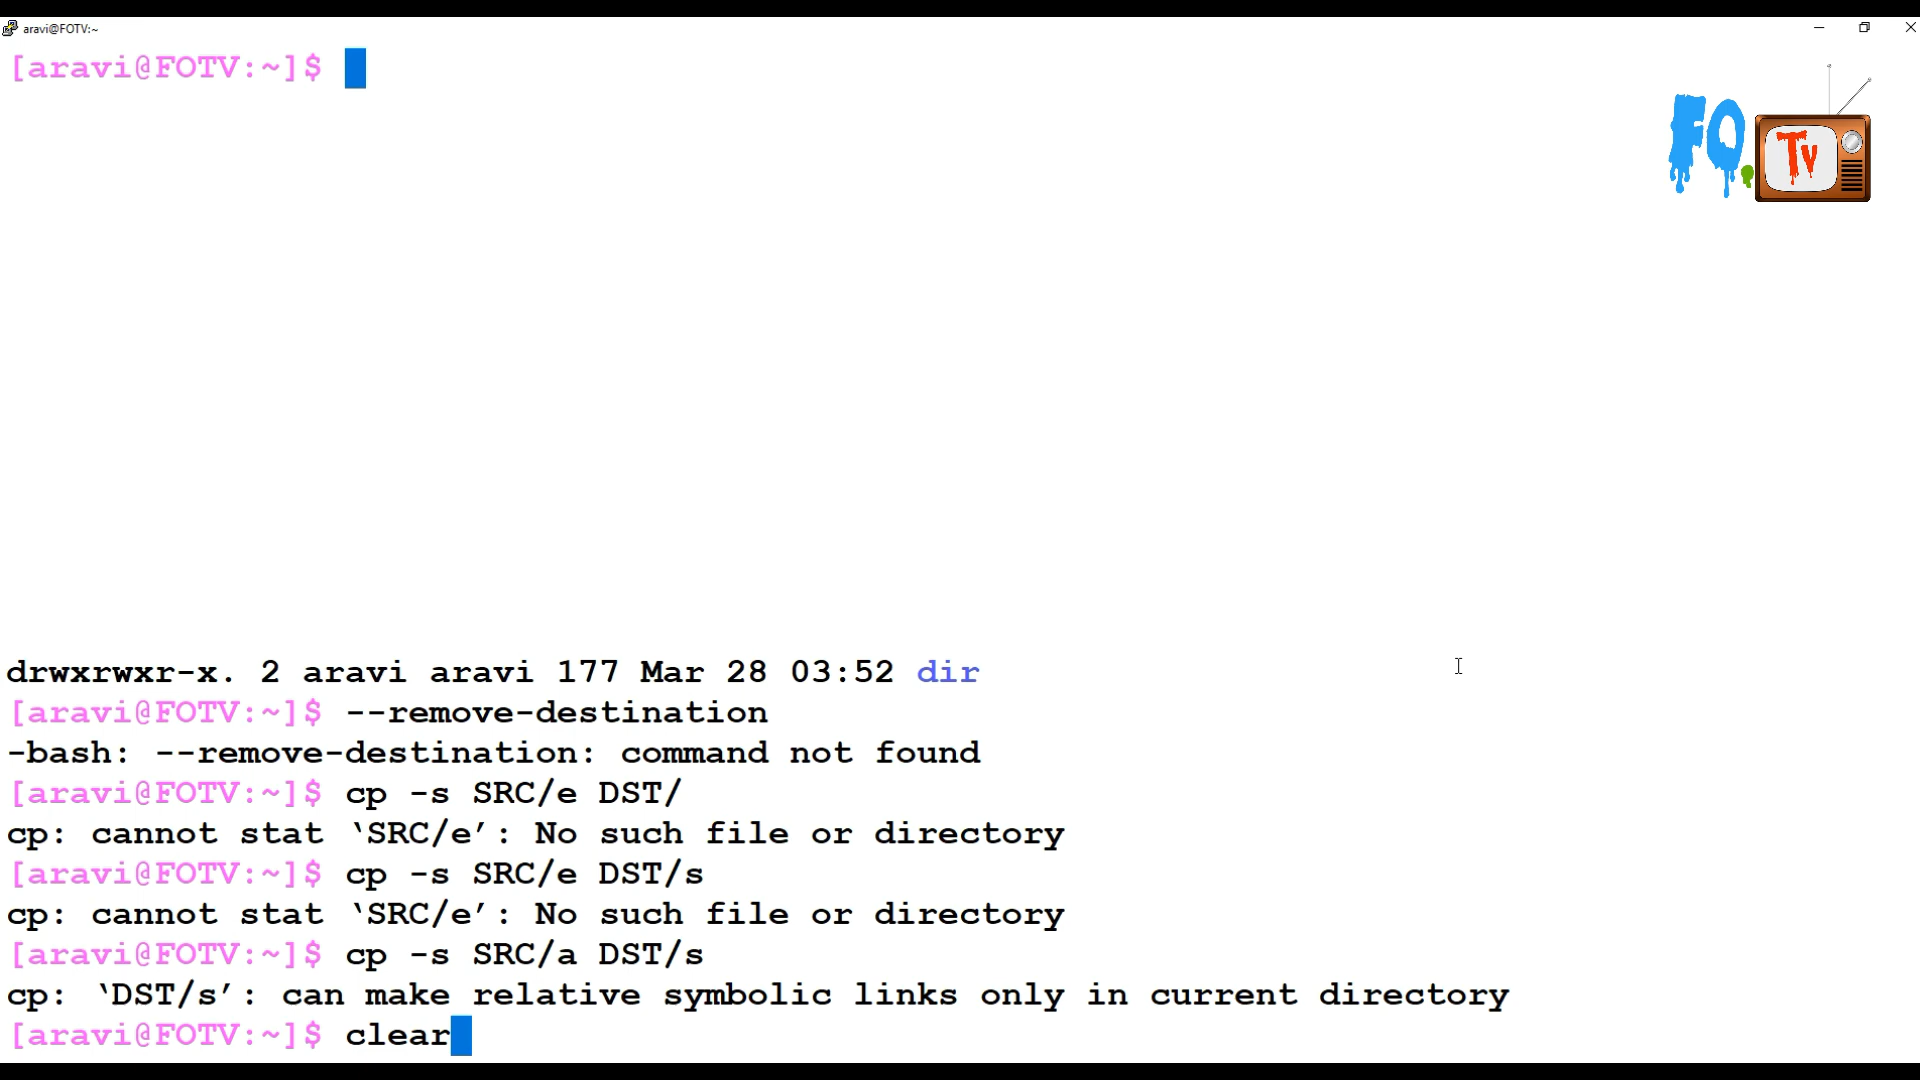 aravi@FOTV:~
[aravi@FOTV:~]$
FO.
Tv
drwxrwxr-x. 2 aravi aravi 177 Mar 28 03:52 dir
[aravi@FOTV:~]$ --remove-destination
-bash: --remove-destination: command not found
[aravi@FOTV:~]$ cp -s SRC/e DST/
cp: cannot stat ‘SRC/e’: No such file or directory
[aravi@FOTV:~]$ cp -s SRC/e DST/s
cp: cannot stat ‘SRC/e’: No such file or directory
[aravi@FOTV:~]$ cp -s SRC/a DST/s
cp: ‘DST/s’: can make relative symbolic links only in current directory
[aravi@FOTV:~]$ clear